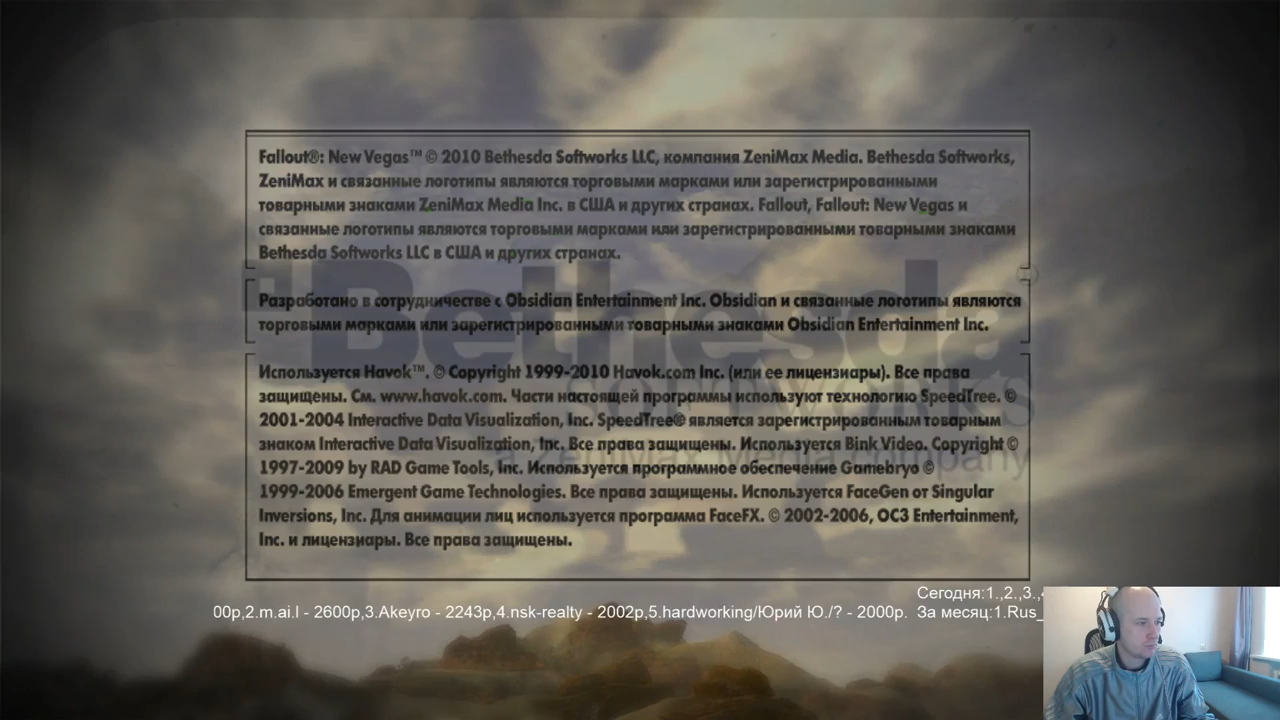 Fallout®: New Vegas™ © 2010 Bethesda Softworks LLC, компания ZeniMax Media. Bethesda Softworks,
ZeniMax и связанные логотипы являются торговыми марками или зарегистрированными
товарными знаками ZeniMax Media Inc. в США и других странах. Fallout, Fallout: New Vegas и
связанные логотипы являются торговыми марками или зарегистрированными товарными знаками
Bethesda Softworks LLC в США и других странах.
Разработано в сотрудничестве с Obsidian Entertainment Inc. Obsidian и связанные логотипы являются
торговыми марками или зарегистрированными товарными знаками Obsidian Entertainment Inc.
Bethesda
softworks
a ZeniMax Media company
Используется Havok™. © Copyright 1999-2010 Havok.com Inc. (или ее лицензиары). Все права
защищены. См. www.havok.com. Части настоящей программы используют технологию SpeedTree. ©
2001-2004 Interactive Data Visualization, Inc. SpeedTree® является зарегистрированным товарным
знаком Interactive Data Visualization, Inc. Все права защищены. Используется Bink Video. Copyright ©
1997-2009 by RAD Game Tools, Inc. Используется программное обеспечение Gamebryo ©
1999-2006 Emergent Game Technologies. Все права защищены. Используется FaceGen от Singular
Inversions, Inc. Для анимации лиц используется программа FaceFX. © 2002-2006, OC3 Entertainment,
Inc. и лицензиары. Все права защищены.
Сегодня:1.,2.,3.,
00р,2.m.ai.l - 2600р,3.Akeyro - 2243р,4.nsk-realty - 2002р,5.hardworking/Юрий Ю./? - 2000р. За месяц:1.Rus_